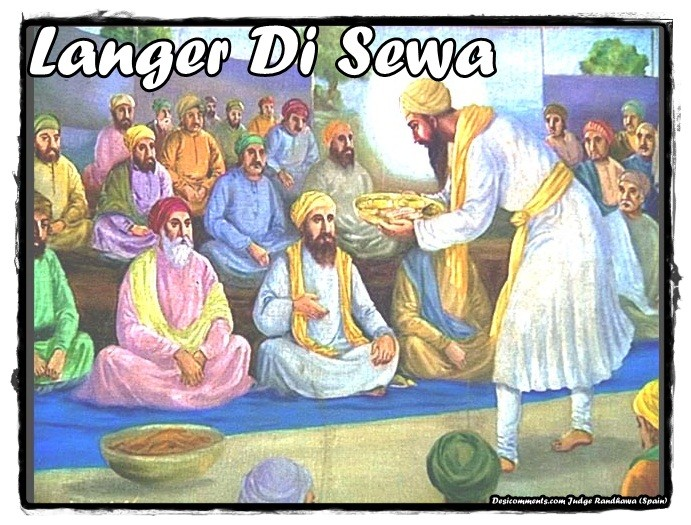 Langer Di Sewa
Desicomments.com Judge Randhawa (Spain)